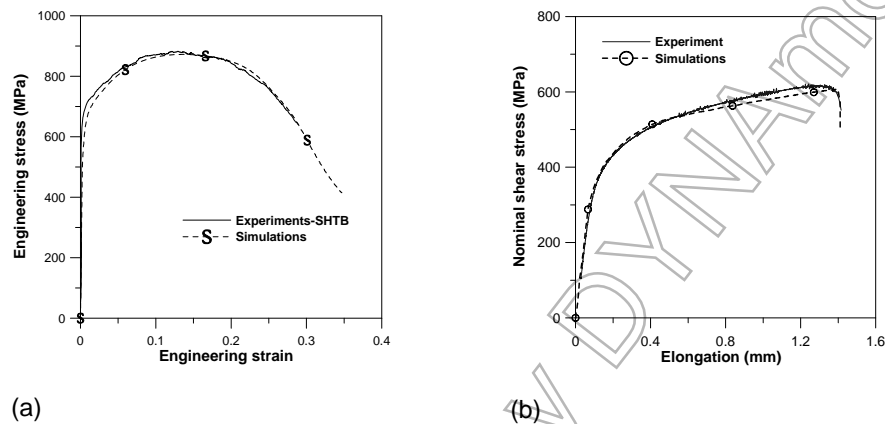 1000
800
600
400
200
0
Engineering stress (MPa)
Experiments-SHTB
S Simulations
0 0.1 0.2 0.3 0.4
Engineering strain
(a)
800
600
400
200
0
Nominal shear stress (MPa)
Experiment
Simulations
0 0.4 0.8 1.2 1.6
Elongation (mm)
(b)